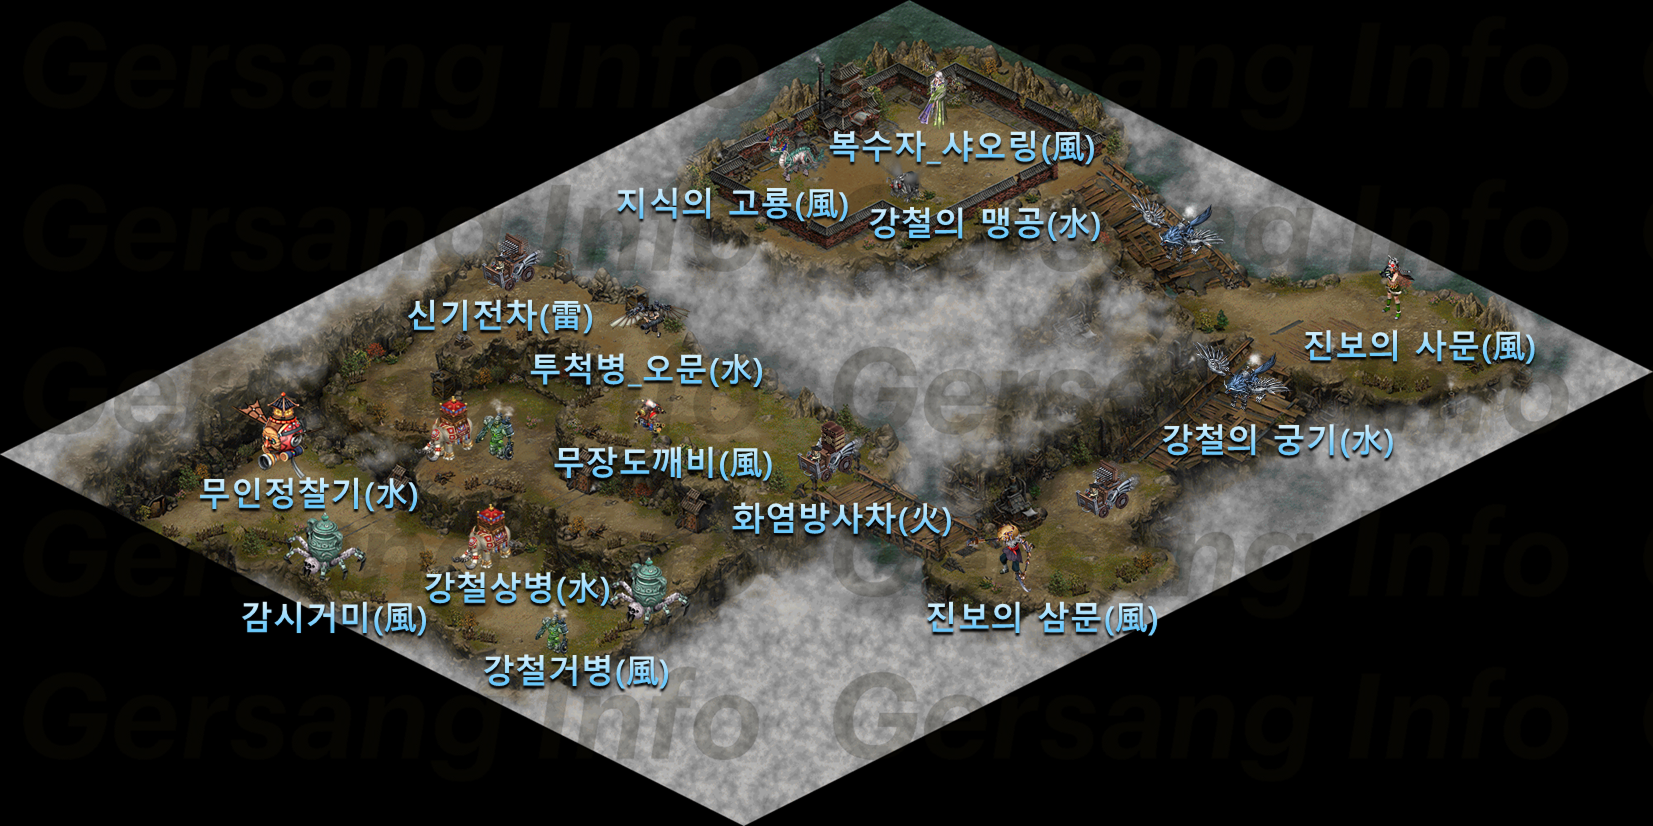 Gersang Info
복수자_샤오링(風)
지식의 고룡(風)
강철의 맹공(水)
신기전차(雷)
진보의 사문(風)
투척병_오문(水)
강철의 궁기(水)
무장도깨비(風)
무인정찰기(水)
화염방사차(火)
강철상병(水)
감시거미(風)
진보의 삼문(風)
강철거병(風)